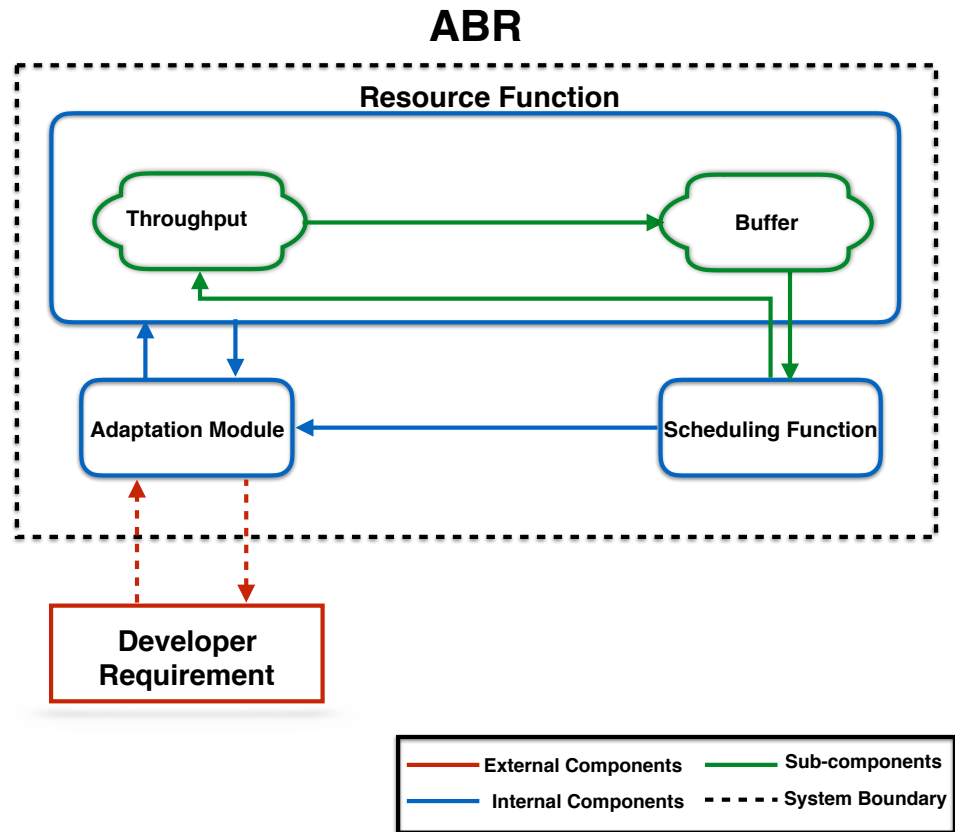 ABR
Resource Function
Throughput
Buffer
Adaptation Module
Scheduling Function
Developer
Requirement
External Components
Sub-components
Internal Components
System Boundary